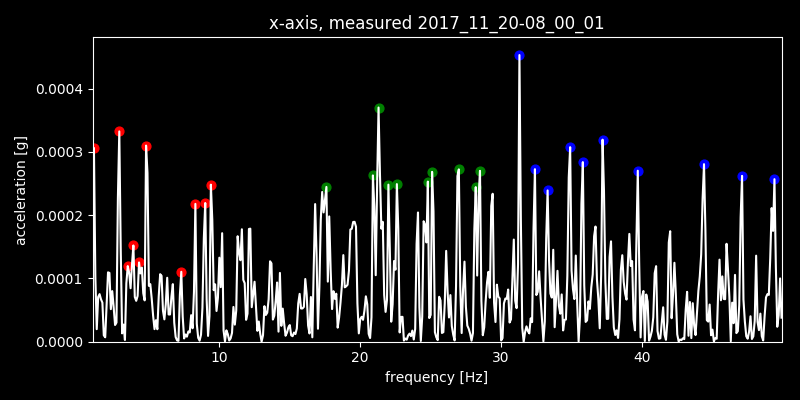 x-axis, measured 2017_11_20-08_00_01
acceleration [g]
0.0004
0.0003
0.0002
0.0001
0.0000
10 20 30 40
frequency [Hz]